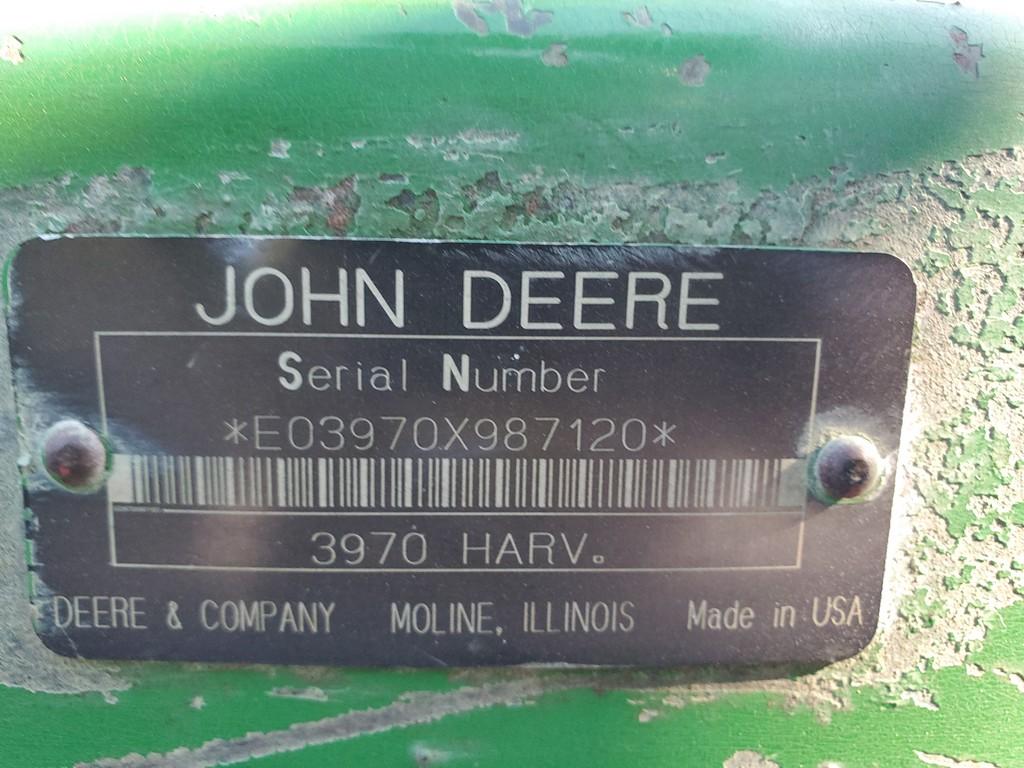 JOHN DEERE
Serial Number
*E03970X987120*
3970 HARV.
DEERE & COMPANY MOLINE, ILLINOIS Made in USA